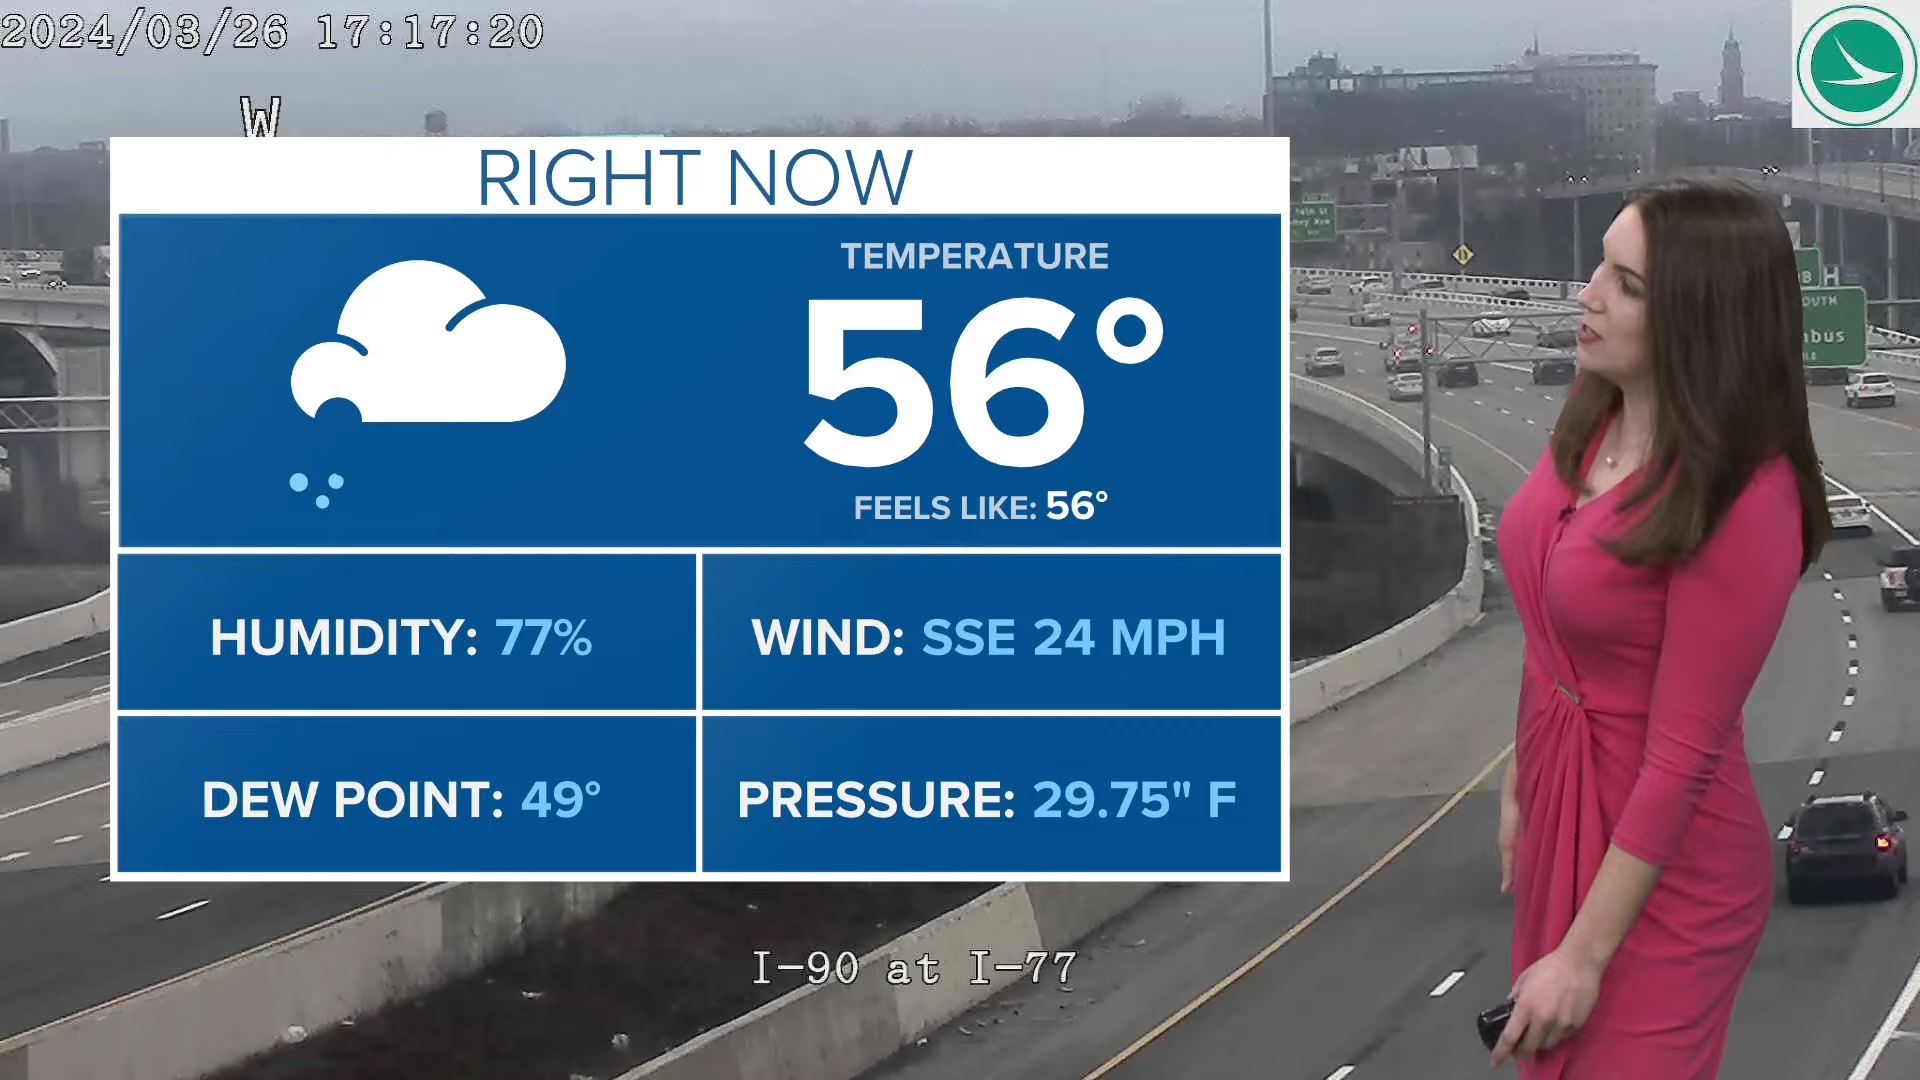 2024/03/26 17:17:20
W
RIGHT NOW
TEMPERATURE
56°
FEELS LIKE: 56°
HUMIDITY: 77%
WIND: SSE 24 MPH
DEW POINT: 49°
PRESSURE: 29.75" F
I-90 at I-77